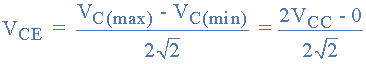 V_CE = (V_C(max) - V_C(min)) / (2√2) = (2V_CC - 0) / (2√2)